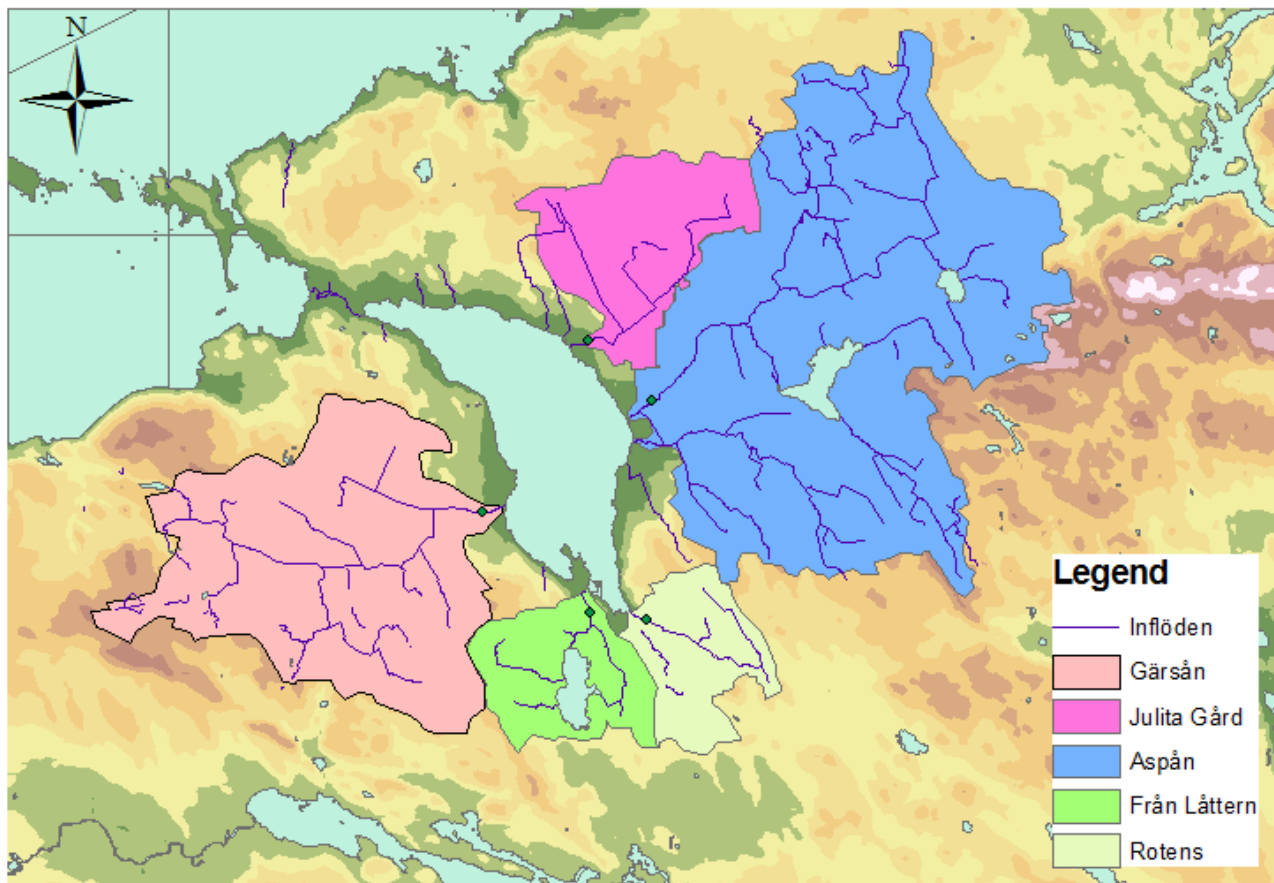 N
Legend
Inflöden
Gärsån
Julita Gård
Aspån
Från Låttern
Rotens